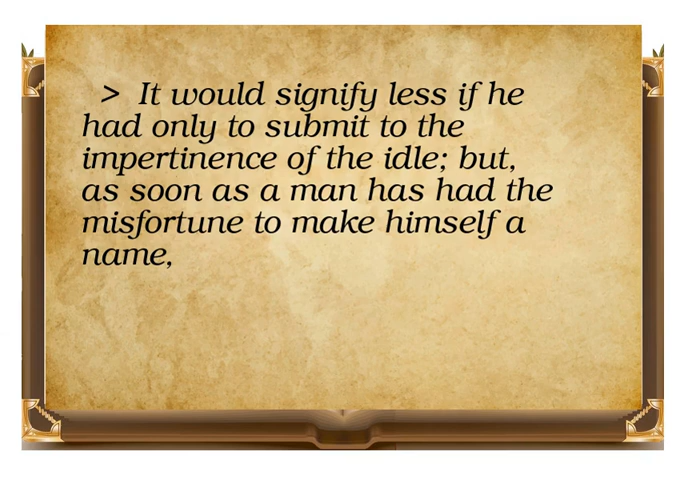 > It would signify less if he
had only to submit to the
impertinence of the idle; but,
as soon as a man has had the
misfortune to make himself a
name,